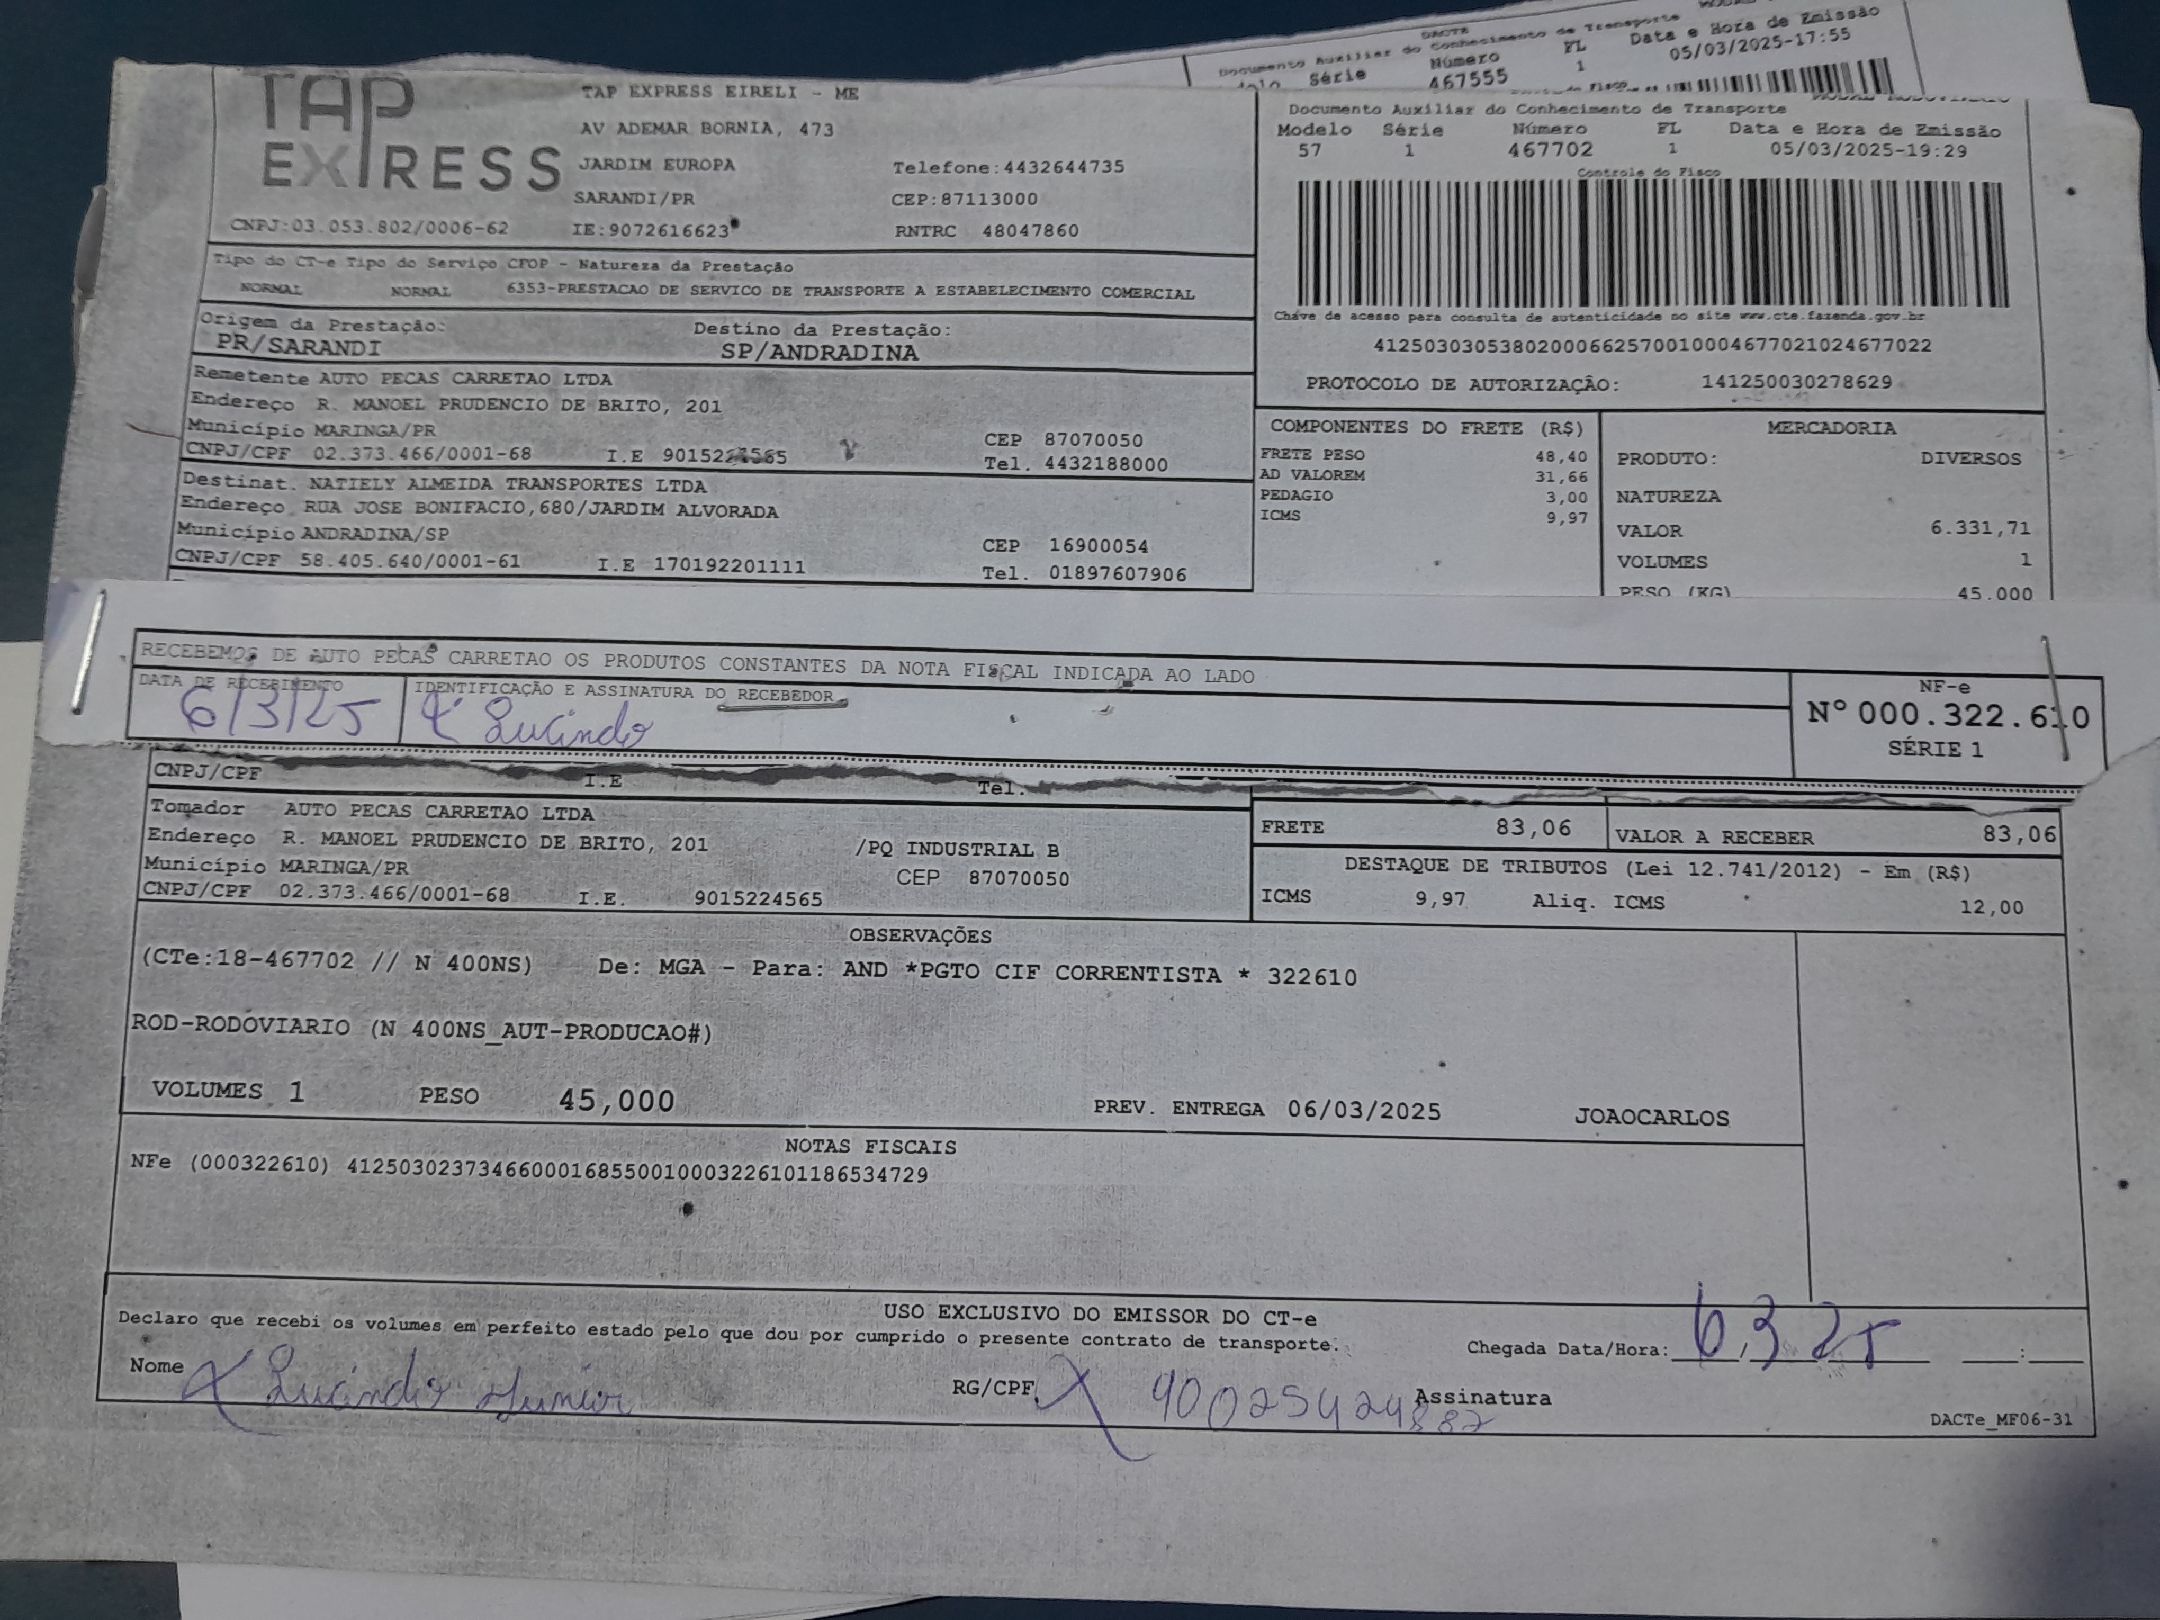 DACTE
Documento Auxiliar do Conhecimento de Transporte
Série Número FL Data e Hora de Emissão
467555 1 05/03/2025-17:55
TAP EXPRESS
TAP EXPRESS EIRELI - ME
AV ADEMAR BORNIA, 473
JARDIM EUROPA Telefone:4432644735
SARANDI/PR CEP:87113000
CNPJ:03.053.802/0006-62 IE:9072616623 RNTRC 48047860
Documento Auxiliar do Conhecimento de Transporte
Modelo Série Número FL Data e Hora de Emissão
57 1 467702 1 05/03/2025-19:29
Controle do Fisco
Chave de acesso para consulta de autenticidade no site www.cte.fazenda.gov.br
41250303053802000662570010004677021024677022
PROTOCOLO DE AUTORIZAÇÃO: 141250030278629
Tipo do CT-e Tipo do Serviço CFOP - Natureza da Prestação
NORMAL NORMAL 6353-PRESTACAO DE SERVICO DE TRANSPORTE A ESTABELECIMENTO COMERCIAL
Origem da Prestação: Destino da Prestação:
PR/SARANDI SP/ANDRADINA
Remetente AUTO PECAS CARRETAO LTDA
Endereço R. MANOEL PRUDENCIO DE BRITO, 201
Município MARINGA/PR CEP 87070050
CNPJ/CPF 02.373.466/0001-68 I.E 9015224565 Tel. 4432188000
Destinat. NATIELY ALMEIDA TRANSPORTES LTDA
Endereço RUA JOSE BONIFACIO,680/JARDIM ALVORADA
Município ANDRADINA/SP CEP 16900054
CNPJ/CPF 58.405.640/0001-61 I.E 170192201111 Tel. 01897607906
COMPONENTES DO FRETE (R$)
FRETE PESO 48,40
AD VALOREM 31,66
PEDAGIO 3,00
ICMS 9,97
MERCADORIA
PRODUTO: DIVERSOS
NATUREZA
VALOR 6.331,71
VOLUMES 1
PESO (KG) 45.000
RECEBEMOS DE AUTO PECAS CARRETAO OS PRODUTOS CONSTANTES DA NOTA FISCAL INDICADA AO LADO
DATA DE RECEBIMENTO IDENTIFICAÇÃO E ASSINATURA DO RECEBEDOR
6/3/25 Lucindo
NF-e
Nº 000.322.610
SÉRIE 1
CNPJ/CPF I.E Tel.
Tomador AUTO PECAS CARRETAO LTDA
Endereço R. MANOEL PRUDENCIO DE BRITO, 201 /PQ INDUSTRIAL B
Município MARINGA/PR CEP 87070050
CNPJ/CPF 02.373.466/0001-68 I.E. 9015224565
FRETE 83,06 VALOR A RECEBER 83,06
DESTAQUE DE TRIBUTOS (Lei 12.741/2012) - Em (R$)
ICMS 9,97 Aliq. ICMS 12,00
OBSERVAÇÕES
(CTe:18-467702 // N 400NS) De: MGA - Para: AND *PGTO CIF CORRENTISTA * 322610
ROD-RODOVIARIO (N 400NS_AUT-PRODUCAO#)
VOLUMES 1 PESO 45,000 PREV. ENTREGA 06/03/2025 JOAOCARLOS
NOTAS FISCAIS
NFe (000322610) 41250302373466000168550010003226101186534729
USO EXCLUSIVO DO EMISSOR DO CT-e
Declaro que recebi os volumes em perfeito estado pelo que dou por cumprido o presente contrato de transporte.
Chegada Data/Hora: 6 3 25 :
Nome Lucindo Junior RG/CPF 90025424882 Assinatura
DACTe_MF06-31